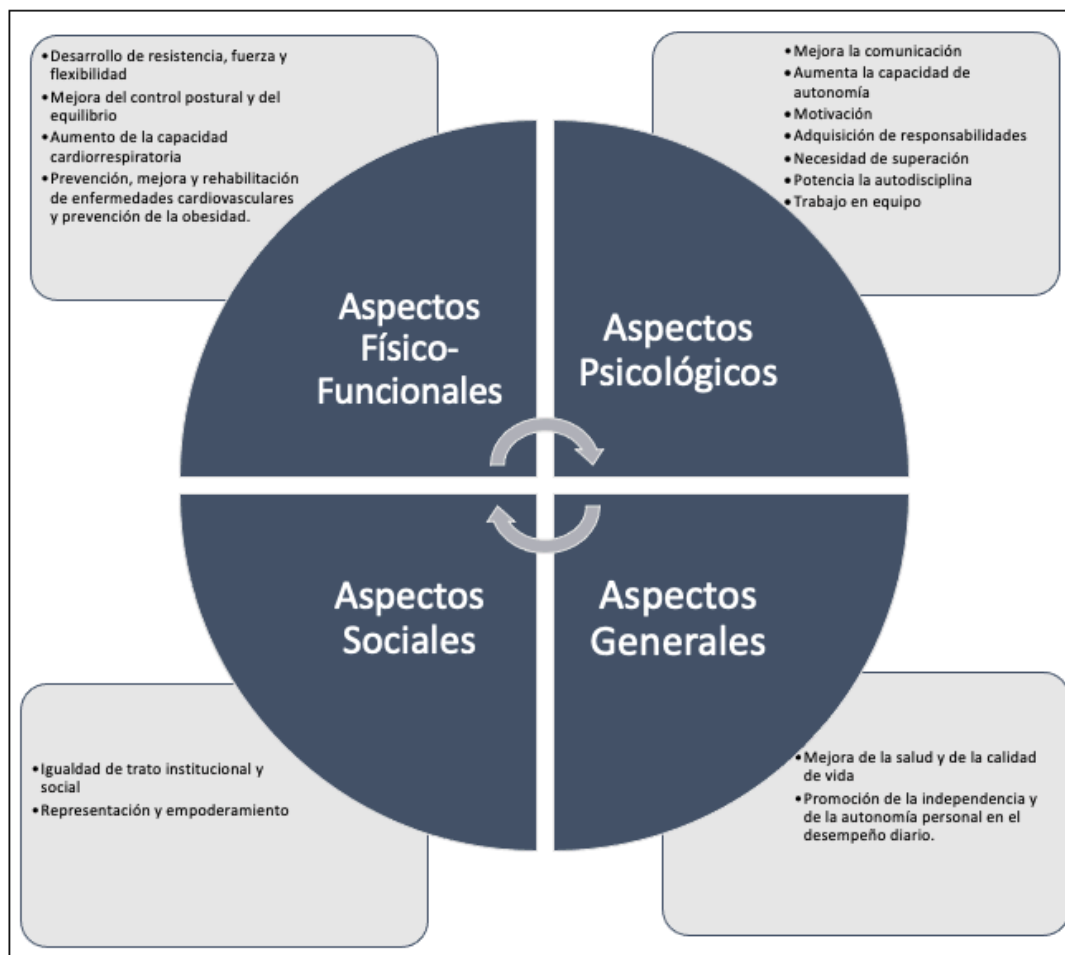 •Desarrollo de resistencia, fuerza y
flexibilidad
•Mejora del control postural y del
equilibrio
•Aumento de la capacidad
cardiorrespiratoria
•Prevención, mejora y rehabilitación
de enfermedades cardiovasculares
y prevención de la obesidad.
•Mejora la comunicación
•Aumenta la capacidad de
autonomía
•Motivación
•Adquisición de responsabilidades
•Necesidad de superación
•Potencia la autodisciplina
•Trabajo en equipo
Aspectos
Físico-
Funcionales
Aspectos
Psicológicos
Aspectos
Sociales
Aspectos
Generales
•Igualdad de trato institucional y
social
•Representación y empoderamiento
•Mejora de la salud y de la calidad
de vida
•Promoción de la independencia y
de la autonomía personal en el
desempeño diario.